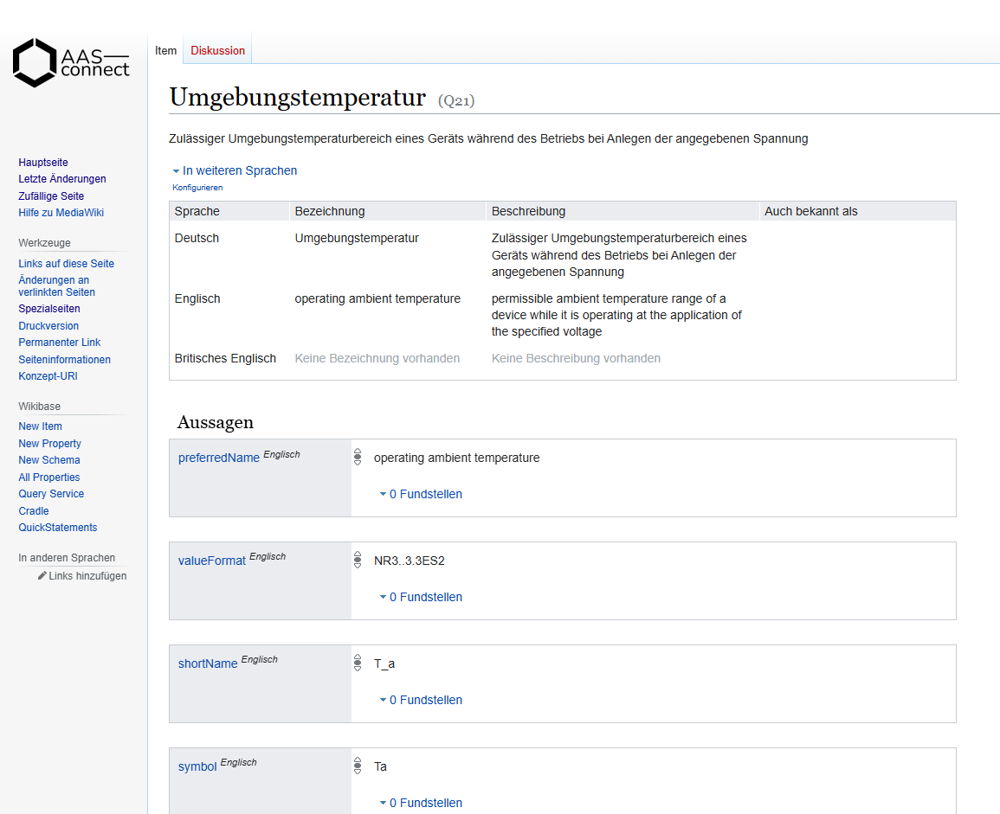 AAS
connect
Item
Diskussion
Umgebungstemperatur (Q21)
Zulässiger Umgebungstemperaturbereich eines Geräts während des Betriebs bei Anlegen der angegebenen Spannung
In weiteren Sprachen
Konfigurieren
Sprache Bezeichnung Beschreibung Auch bekannt als
Deutsch Umgebungstemperatur Zulässiger Umgebungstemperaturbereich eines
Geräts während des Betriebs bei Anlegen der
angegebenen Spannung
Englisch operating ambient temperature permissible ambient temperature range of a
device while it is operating at the application of
the specified voltage
Britisches Englisch Keine Bezeichnung vorhanden Keine Beschreibung vorhanden
Aussagen
preferredName Englisch operating ambient temperature
0 Fundstellen
valueFormat Englisch NR3..3.3ES2
0 Fundstellen
shortName Englisch T_a
0 Fundstellen
symbol Englisch Ta
0 Fundstellen
Hauptseite
Letzte Änderungen
Zufällige Seite
Hilfe zu MediaWiki
Werkzeuge
Links auf diese Seite
Änderungen an
verlinkten Seiten
Spezialseiten
Druckversion
Permanenter Link
Seiteninformationen
Konzept-URI
Wikibase
New Item
New Property
New Schema
All Properties
Query Service
Cradle
QuickStatements
In anderen Sprachen
Links hinzufügen